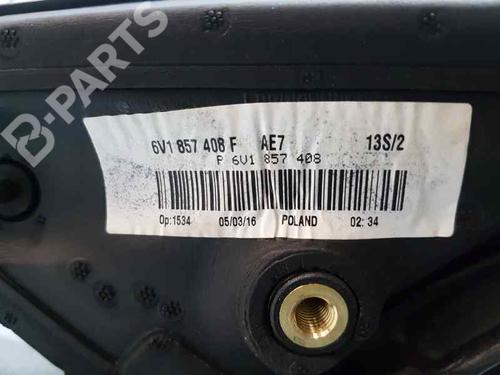 B-PARTS
6V1 857 408 F AE7 13S/2
P 6V1 857 408
Op:1534 05/03/16 POLAND 02:34